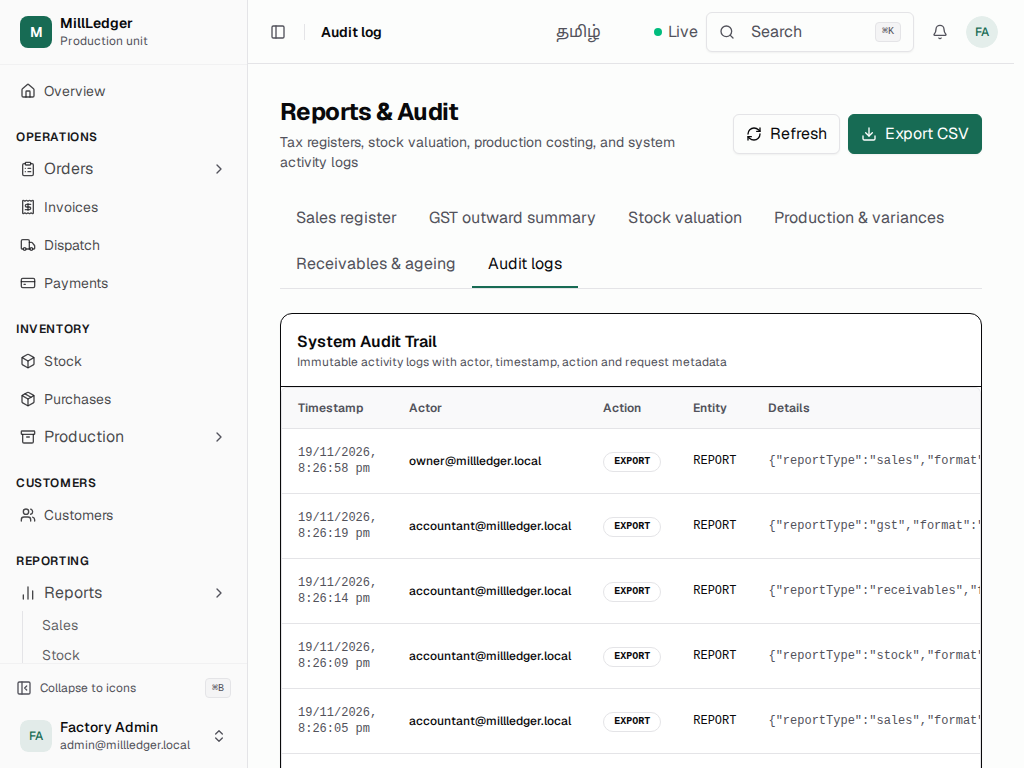 M
MillLedger
Production unit
Overview
OPERATIONS
Orders
Invoices
Dispatch
Payments
INVENTORY
Stock
Purchases
Production
CUSTOMERS
Customers
REPORTING
Reports
Sales
Stock
Collapse to icons ⌘B
FA
Factory Admin
admin@millledger.local
Audit log
தமிழ்
Live
Search ⌘K
FA
Reports & Audit
Tax registers, stock valuation, production costing, and system
activity logs
Refresh
Export CSV
Sales register GST outward summary Stock valuation Production & variances
Receivables & ageing Audit logs
System Audit Trail
Immutable activity logs with actor, timestamp, action and request metadata
Timestamp Actor Action Entity Details
19/11/2026,
8:26:58 pm
owner@millledger.local EXPORT REPORT {"reportType":"sales","format"
19/11/2026,
8:26:19 pm
accountant@millledger.local EXPORT REPORT {"reportType":"gst","format":"
19/11/2026,
8:26:14 pm
accountant@millledger.local EXPORT REPORT {"reportType":"receivables","f
19/11/2026,
8:26:09 pm
accountant@millledger.local EXPORT REPORT {"reportType":"stock","format"
19/11/2026,
8:26:05 pm
accountant@millledger.local EXPORT REPORT {"reportType":"sales","format"